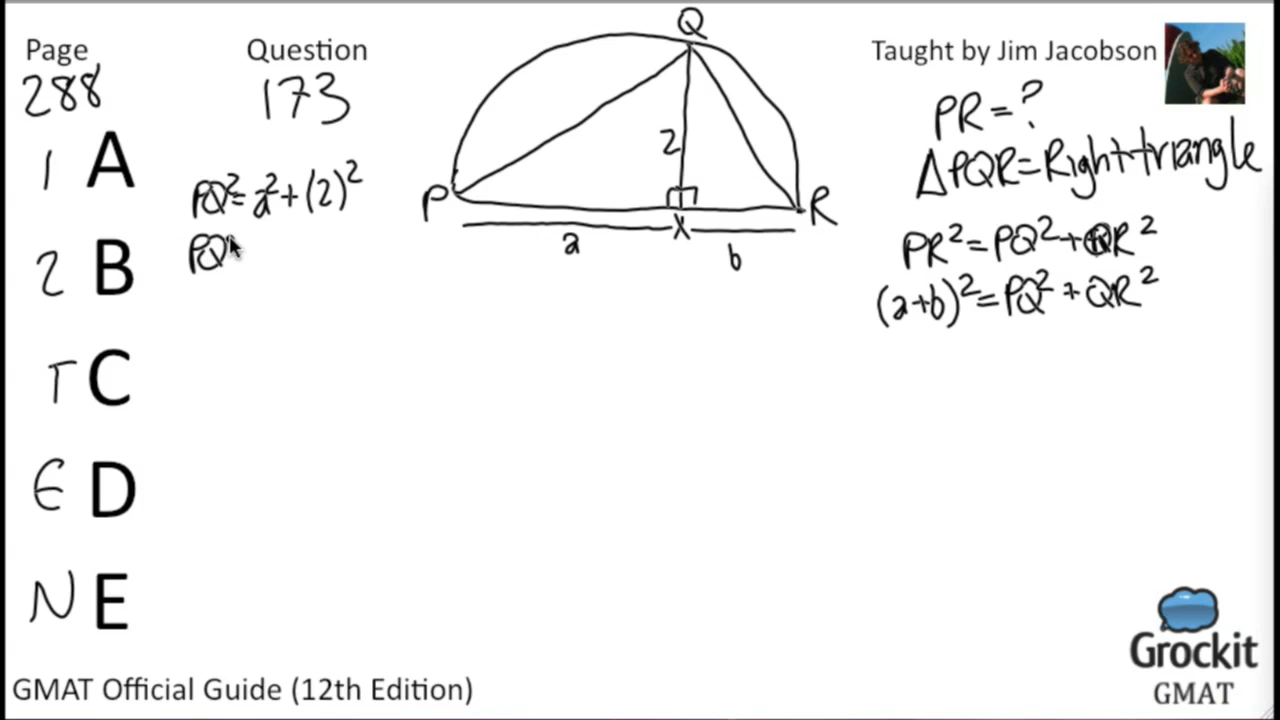 Page
288
Question
173
Taught by Jim Jacobson
1 A
2 B
T C
E D
N E
PQ²=a²+(2)²
PQ²
Q
2
P
R
X
a
b
PR=?
ΔPQR=Right triangle
PR²=PQ²+QR²
(a+b)²=PQ²+QR²
GMAT Official Guide (12th Edition)
Grockit
GMAT